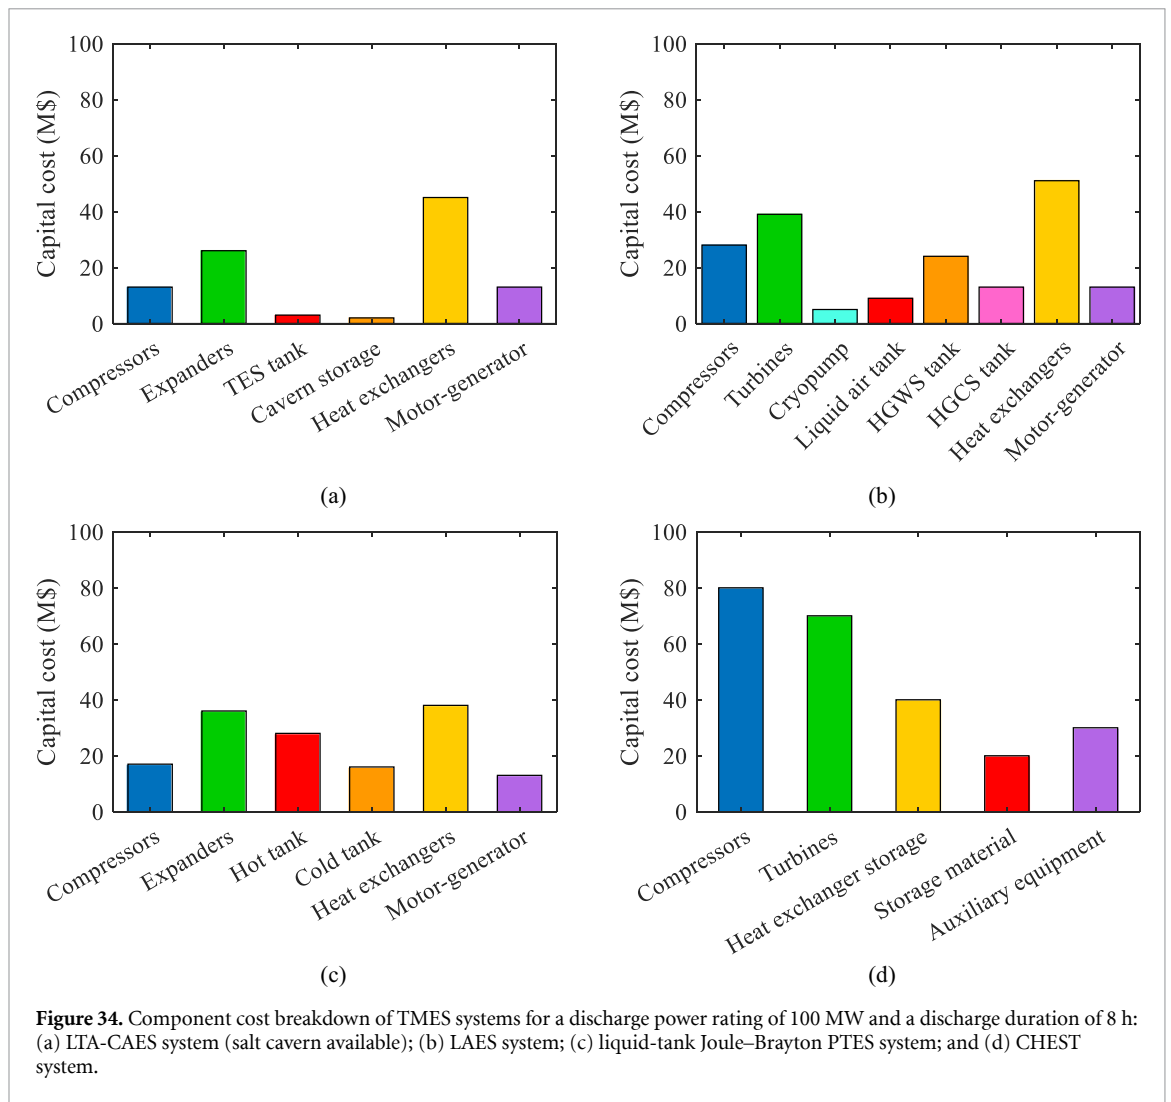 100
80
60
40
20
0
Capital cost (M$)
Compressors
Expanders
TES tank
Cavern storage
Heat exchangers
Motor-generator
(a)
100
80
60
40
20
0
Capital cost (M$)
Compressors
Turbines
Cryopump
Liquid air tank
HGWS tank
HGCS tank
Heat exchangers
Motor-generator
(b)
100
80
60
40
20
0
Capital cost (M$)
Compressors
Expanders
Hot tank
Cold tank
Heat exchangers
Motor-generator
(c)
100
80
60
40
20
0
Capital cost (M$)
Compressors
Turbines
Heat exchanger storage
Storage material
Auxiliary equipment
(d)
Figure 34. Component cost breakdown of TMES systems for a discharge power rating of 100 MW and a discharge duration of 8 h:
(a) LTA-CAES system (salt cavern available); (b) LAES system; (c) liquid-tank Joule–Brayton PTES system; and (d) CHEST
system.